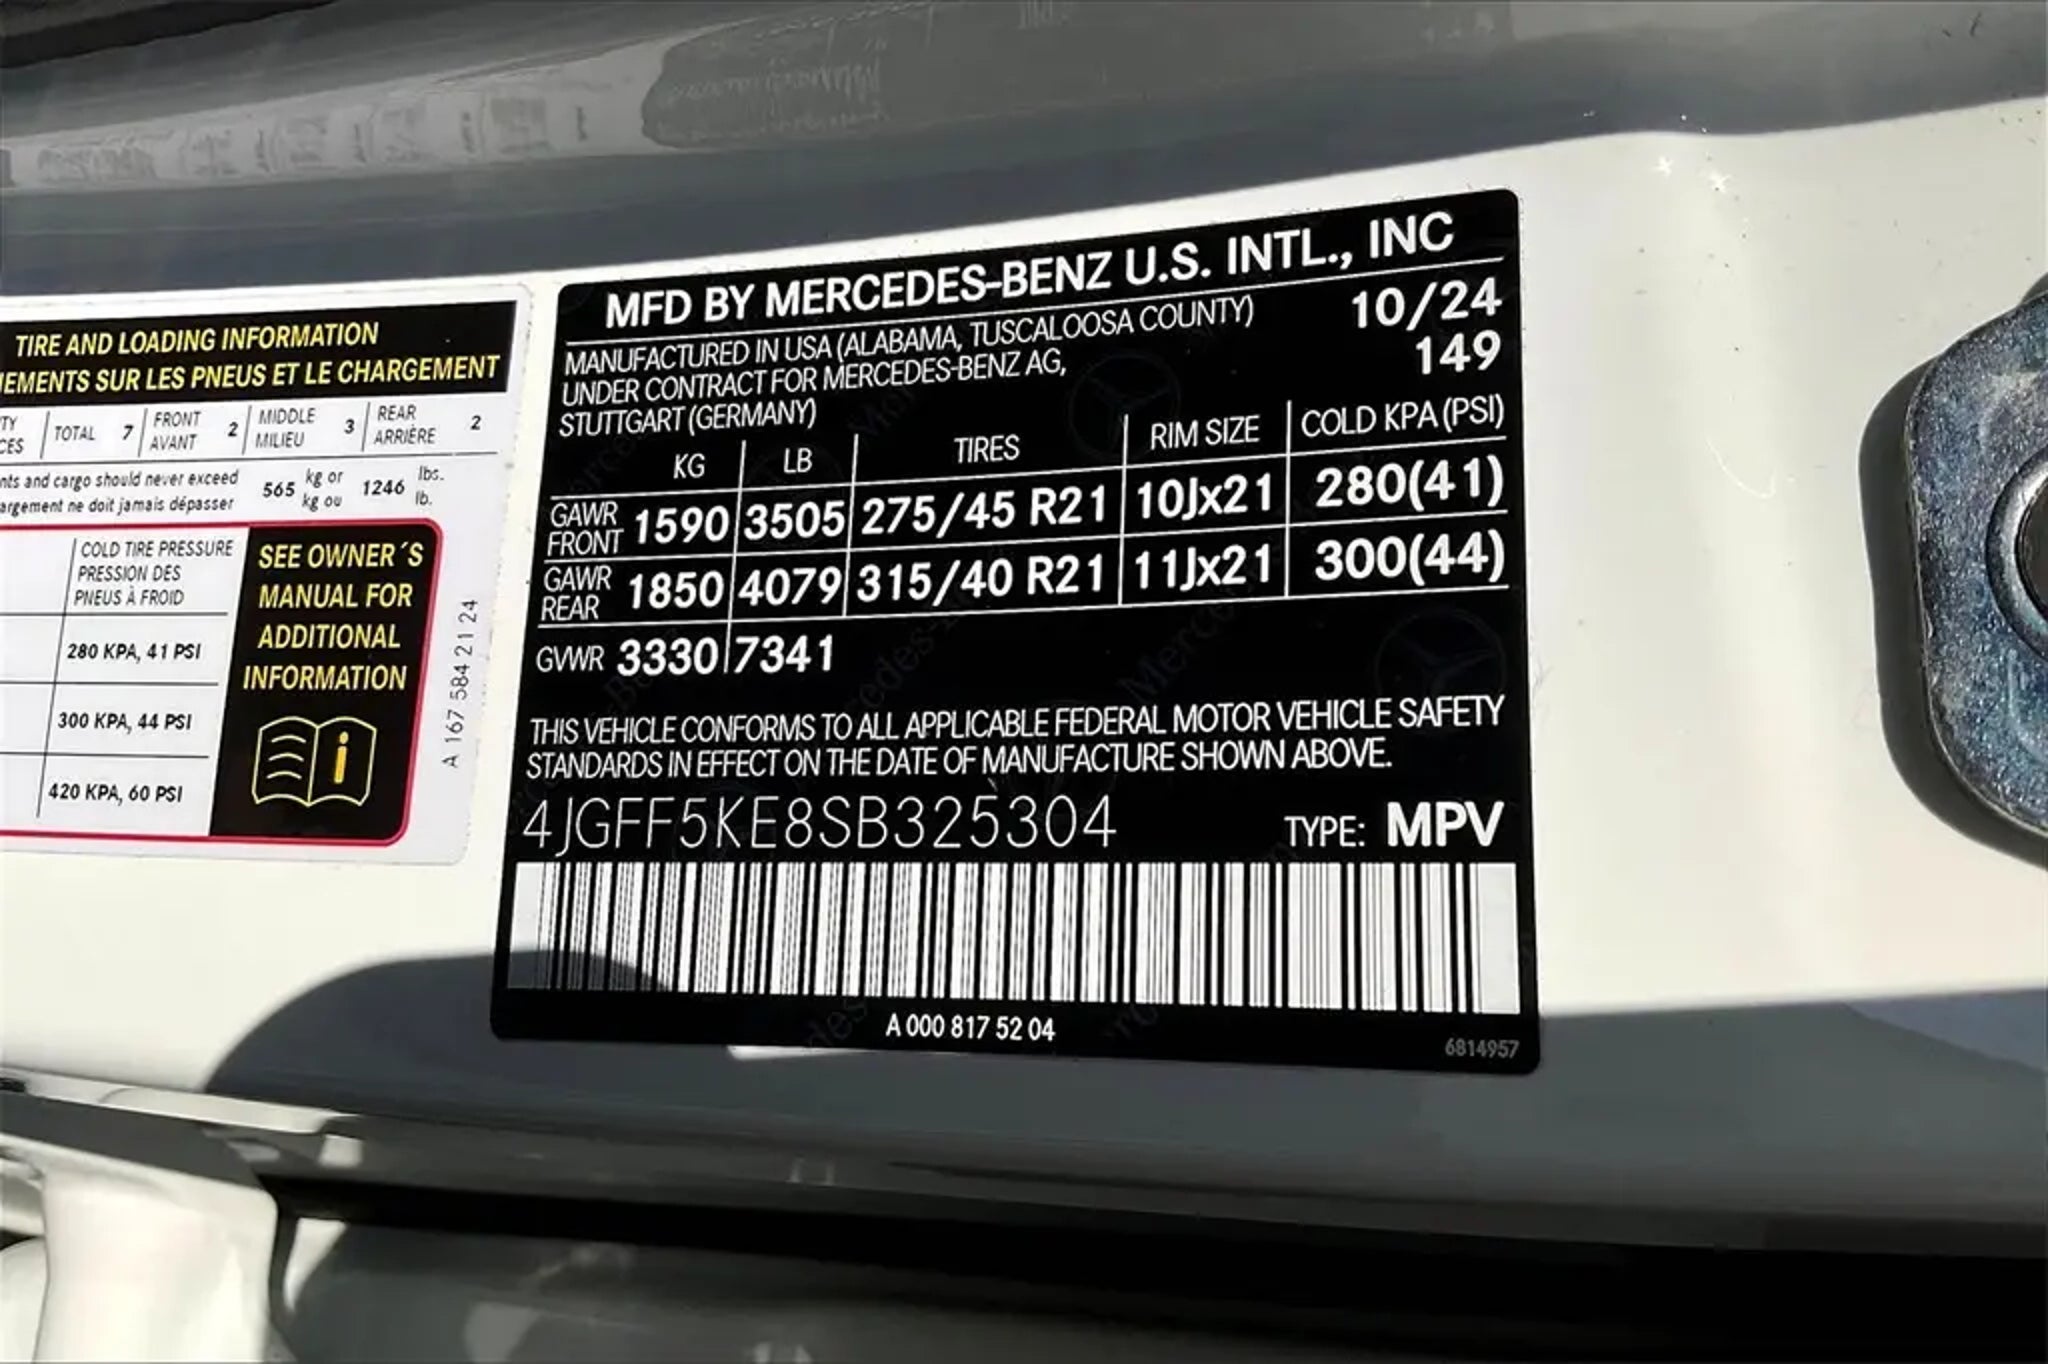 TIRE AND LOADING INFORMATION
SUR LES PNEUS ET LE CHARGEMENT
TOTAL 7 FRONT AVANT 2 MIDDLE MILIEU 3 REAR ARRIÈRE 2
and cargo should never exceed 565 kg or 1246 lbs.
ne doit jamais dépasser kg ou lb.
COLD TIRE PRESSURE
PRESSION DES
PNEUS À FROID
280 KPA, 41 PSI
300 KPA, 44 PSI
420 KPA, 60 PSI
SEE OWNER´S
MANUAL FOR
ADDITIONAL
INFORMATION
A 167 584 21 24
MFD BY MERCEDES-BENZ U.S. INTL., INC
MANUFACTURED IN USA (ALABAMA, TUSCALOOSA COUNTY) 10/24
UNDER CONTRACT FOR MERCEDES-BENZ AG, 149
STUTTGART (GERMANY)
KG LB TIRES RIM SIZE COLD KPA (PSI)
GAWR FRONT 1590 3505 275/45 R21 10Jx21 280(41)
GAWR REAR 1850 4079 315/40 R21 11Jx21 300(44)
GVWR 3330 7341
THIS VEHICLE CONFORMS TO ALL APPLICABLE FEDERAL MOTOR VEHICLE SAFETY
STANDARDS IN EFFECT ON THE DATE OF MANUFACTURE SHOWN ABOVE.
4JGFF5KE8SB325304 TYPE: MPV
A 000 817 52 04
6814957